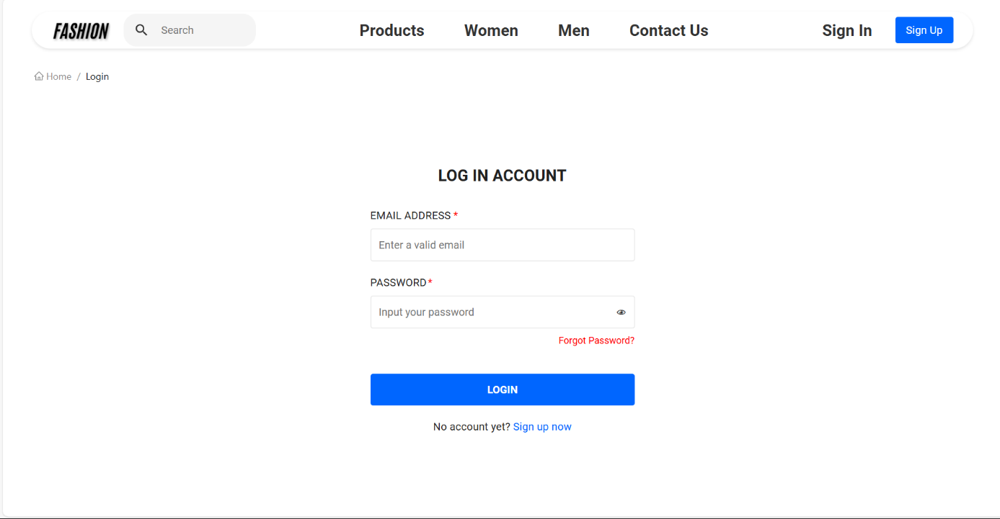 FASHION Search Products Women Men Contact Us Sign In Sign Up
Home / Login
LOG IN ACCOUNT
EMAIL ADDRESS *
Enter a valid email
PASSWORD*
Input your password
Forgot Password?
LOGIN
No account yet? Sign up now